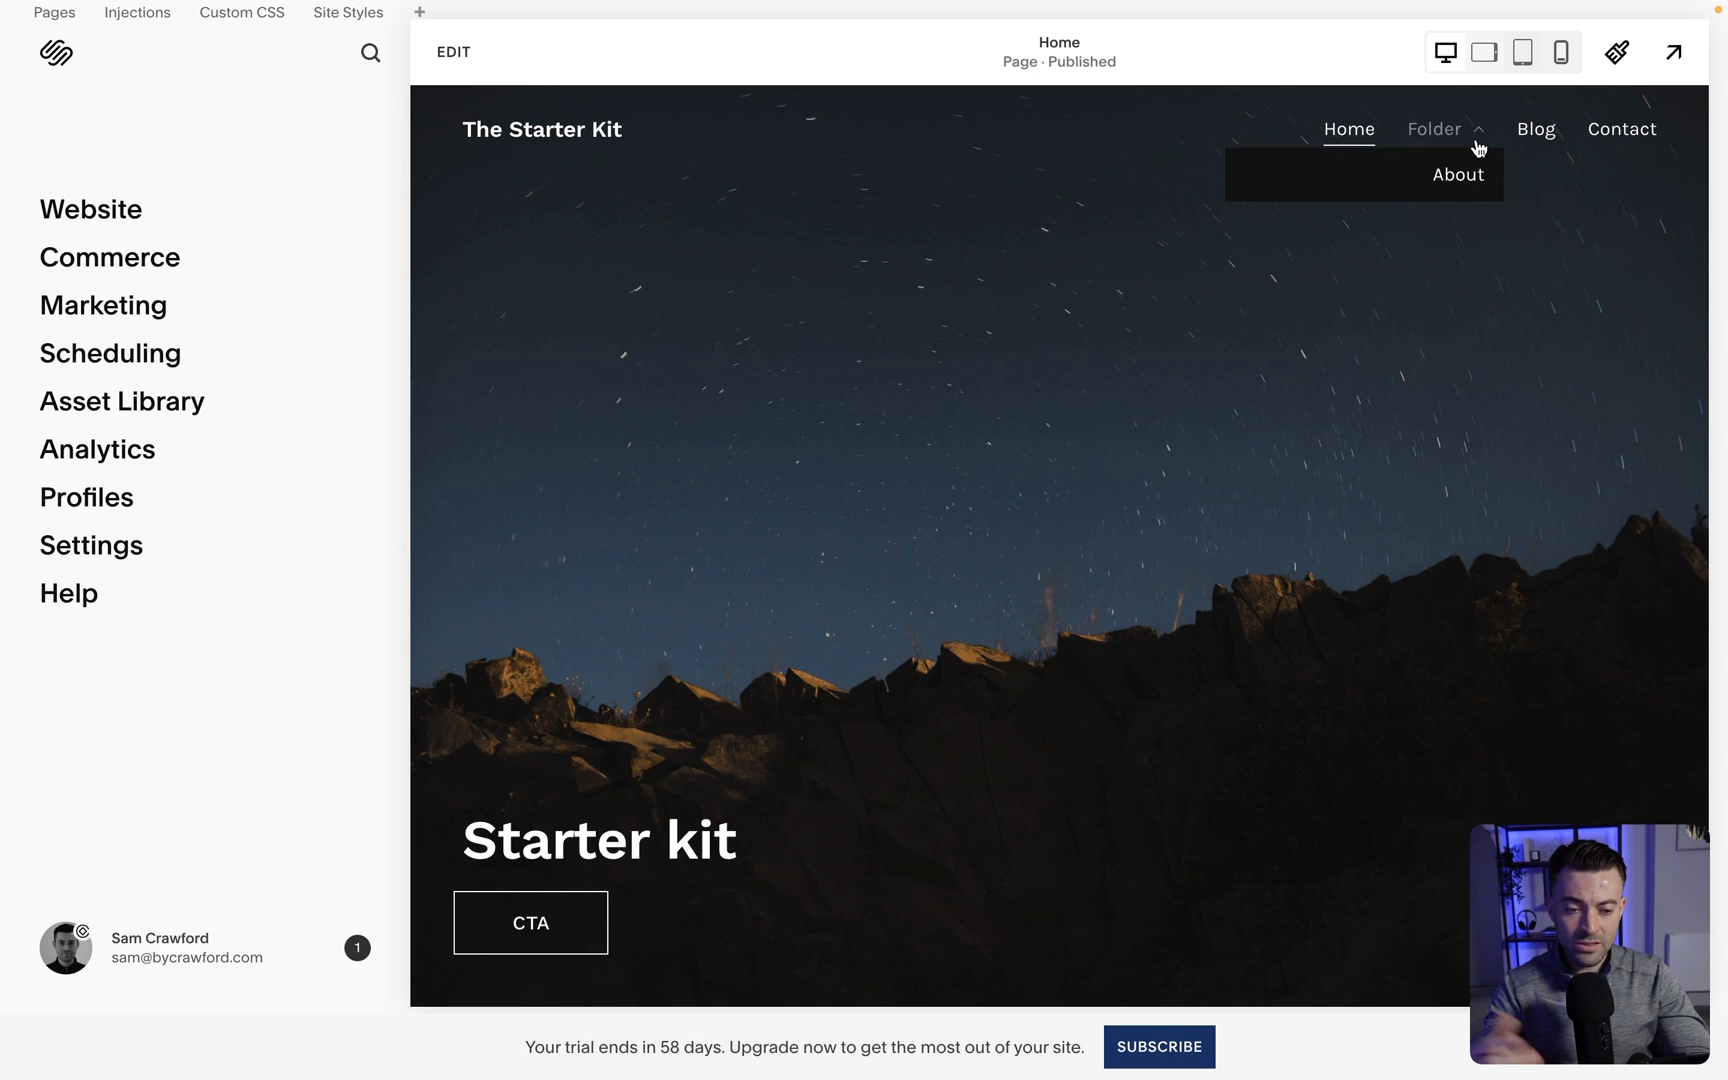 Pages Injections Custom CSS Site Styles +
EDIT
Home
Page · Published
The Starter Kit
Home Folder Blog Contact
About
Website
Commerce
Marketing
Scheduling
Asset Library
Analytics
Profiles
Settings
Help
Starter kit
CTA
Sam Crawford
sam@bycrawford.com
1
Your trial ends in 58 days. Upgrade now to get the most out of your site. SUBSCRIBE